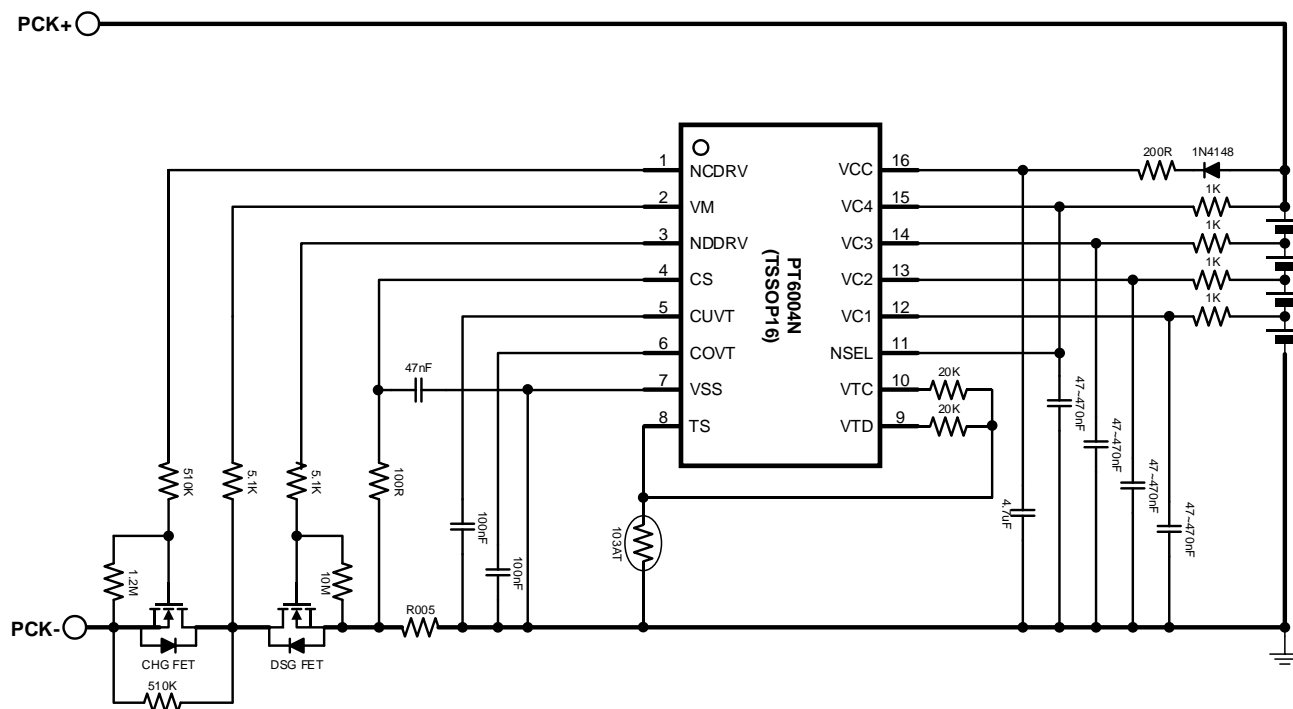 PCK+
1
2
3
4
5
6
7
8
NCDRV
VM
NDDRV
CS
CUVT
COVT
VSS
TS
PT6004N
(TSSOP16)
VCC
VC4
VC3
VC2
VC1
NSEL
VTC
VTD
16
15
14
13
12
11
10
9
200R
1N4148
1K
1K
1K
1K
20K
20K
47nF
510K
5.1K
5.1K
100R
100nF
100nF
103AT
4.7uF
47~470nF
47~470nF
47~470nF
47~470nF
1.2M
10M
R005
PCK-
CHG FET
DSG FET
510K